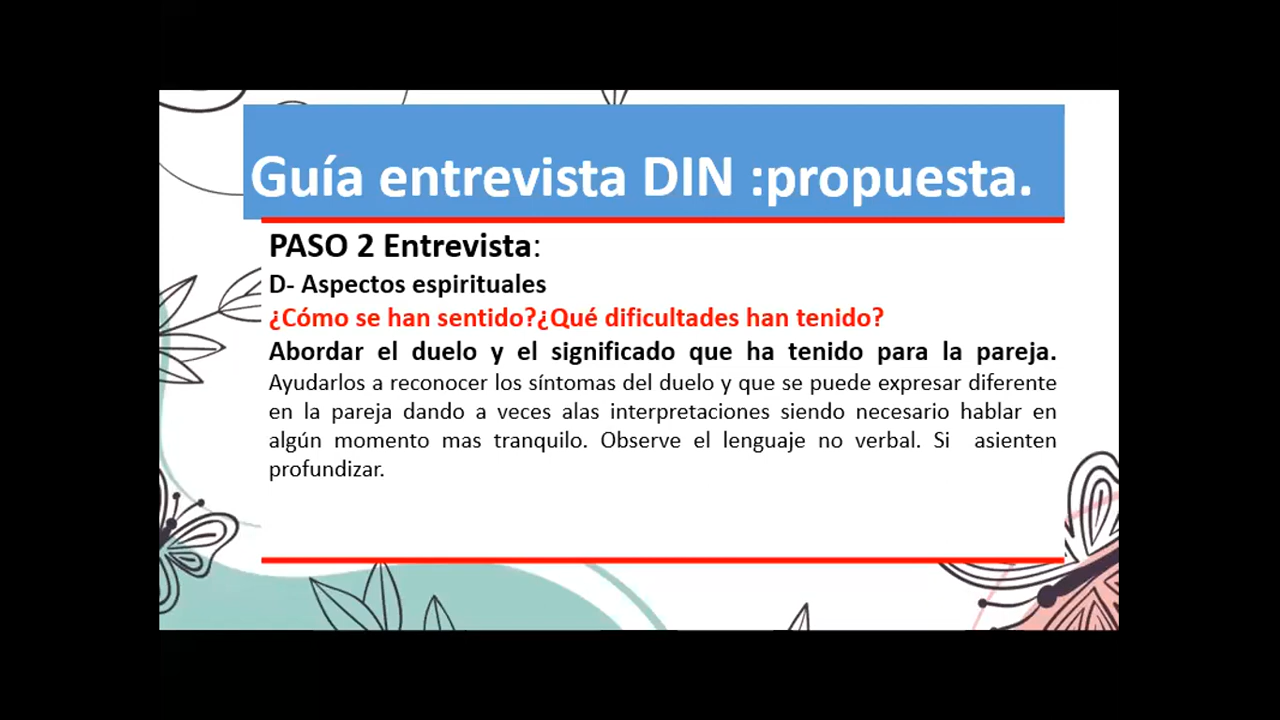 Guía entrevista DIN :propuesta.
PASO 2 Entrevista:
D- Aspectos espirituales
¿Cómo se han sentido?¿Qué dificultades han tenido?
Abordar el duelo y el significado que ha tenido para la pareja.
Ayudarlos a reconocer los síntomas del duelo y que se puede expresar diferente
en la pareja dando a veces alas interpretaciones siendo necesario hablar en
algún momento mas tranquilo. Observe el lenguaje no verbal. Si asienten
profundizar.